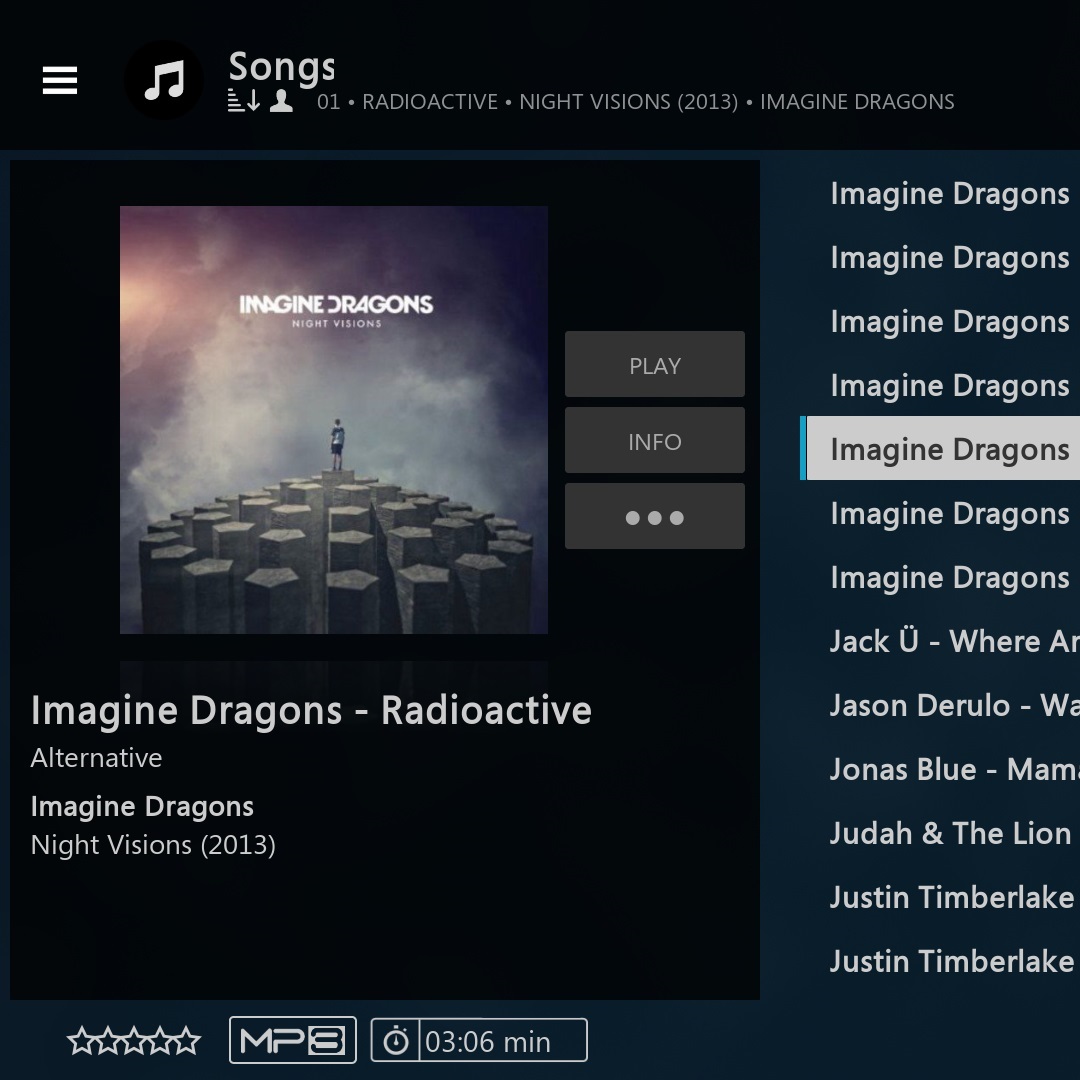 Songs
01 • RADIOACTIVE • NIGHT VISIONS (2013) • IMAGINE DRAGONS
IMAGINE DRAGONS
NIGHT VISIONS
PLAY
INFO
Imagine Dragons - Radioactive
Alternative
Imagine Dragons
Night Visions (2013)
MP3
03:06 min
Imagine Dragons
Imagine Dragons
Imagine Dragons
Imagine Dragons
Imagine Dragons
Imagine Dragons
Imagine Dragons
Jack Ü - Where Ar
Jason Derulo - Wa
Jonas Blue - Mama
Judah & The Lion
Justin Timberlake
Justin Timberlake